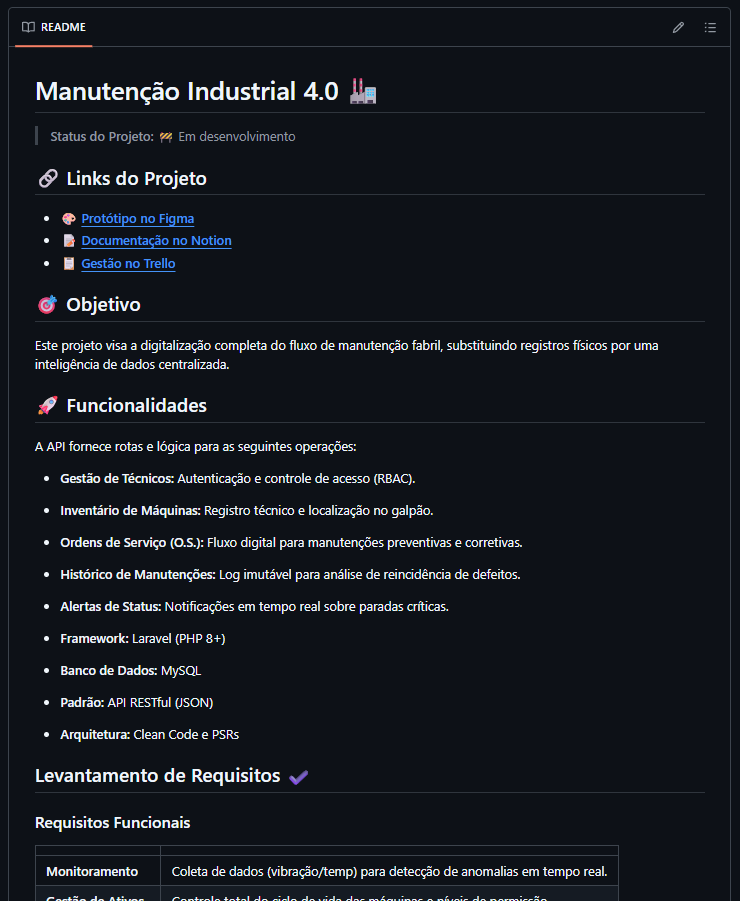 README
Manutenção Industrial 4.0
Status do Projeto: 🚧 Em desenvolvimento
Links do Projeto
Protótipo no Figma
Documentação no Notion
Gestão no Trello
Objetivo
Este projeto visa a digitalização completa do fluxo de manutenção fabril, substituindo registros físicos por uma
inteligência de dados centralizada.
Funcionalidades
A API fornece rotas e lógica para as seguintes operações:
Gestão de Técnicos: Autenticação e controle de acesso (RBAC).
Inventário de Máquinas: Registro técnico e localização no galpão.
Ordens de Serviço (O.S.): Fluxo digital para manutenções preventivas e corretivas.
Histórico de Manutenções: Log imutável para análise de reincidência de defeitos.
Alertas de Status: Notificações em tempo real sobre paradas críticas.
Framework: Laravel (PHP 8+)
Banco de Dados: MySQL
Padrão: API RESTful (JSON)
Arquitetura: Clean Code e PSRs
Levantamento de Requisitos
Requisitos Funcionais
Monitoramento Coleta de dados (vibração/temp) para detecção de anomalias em tempo real.
Gestão de Ativos Controle total do ciclo de vida das máquinas e níveis de permissão.